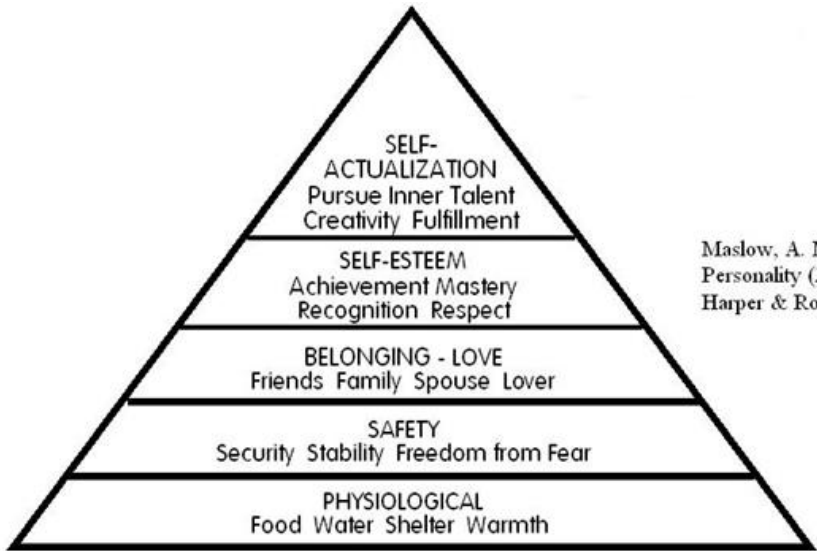 SELF-
ACTUALIZATION
Pursue Inner Talent
Creativity Fulfillment
SELF-ESTEEM
Achievement Mastery
Recognition Respect
BELONGING - LOVE
Friends Family Spouse Lover
SAFETY
Security Stability Freedom from Fear
PHYSIOLOGICAL
Food Water Shelter Warmth
Maslow, A.
Personality
Harper &